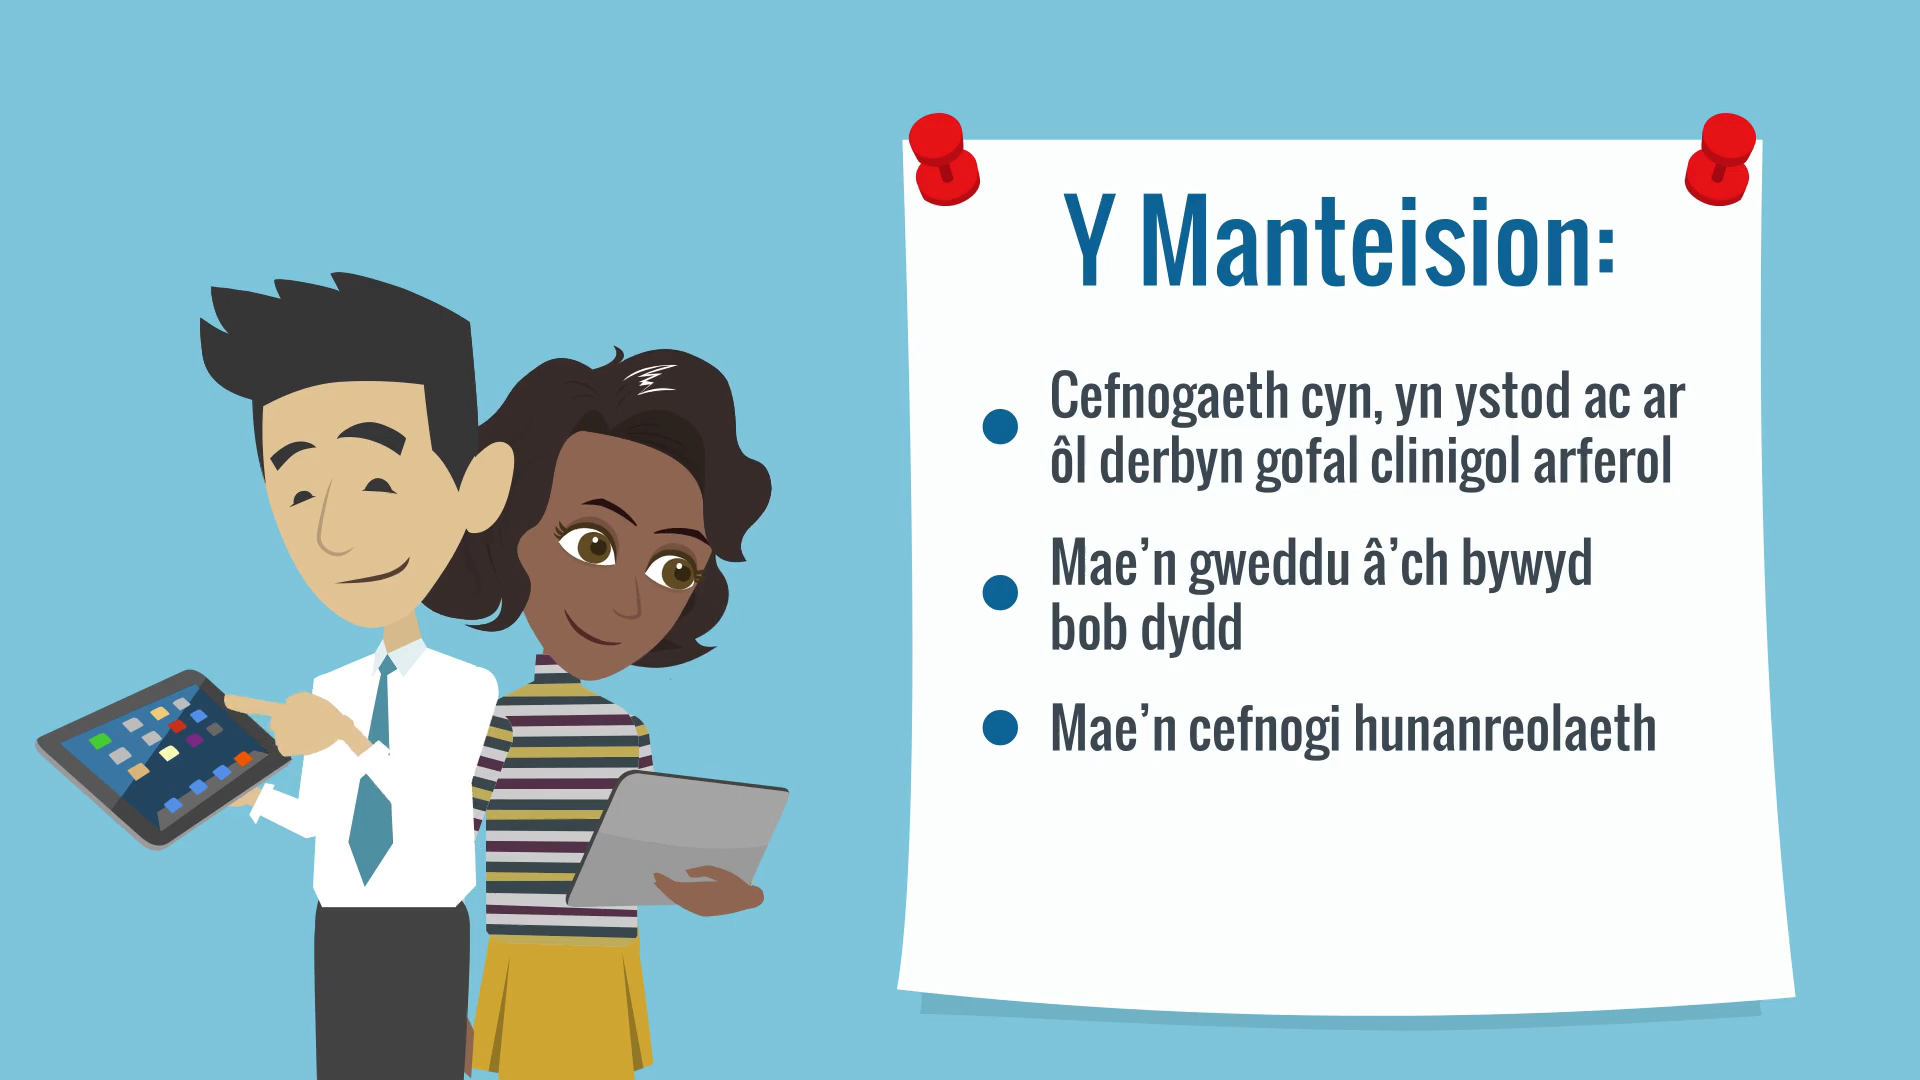 Y Manteision:
Cefnogaeth cyn, yn ystod ac ar
ôl derbyn gofal clinigol arferol
Mae’n gweddu â’ch bywyd
bob dydd
Mae’n cefnogi hunanreolaeth